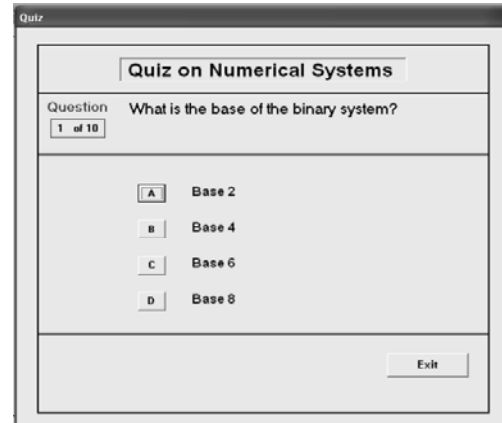 Quiz
Quiz on Numerical Systems
Question
1 of 10
What is the base of the binary system?
A Base 2
B Base 4
C Base 6
D Base 8
Exit